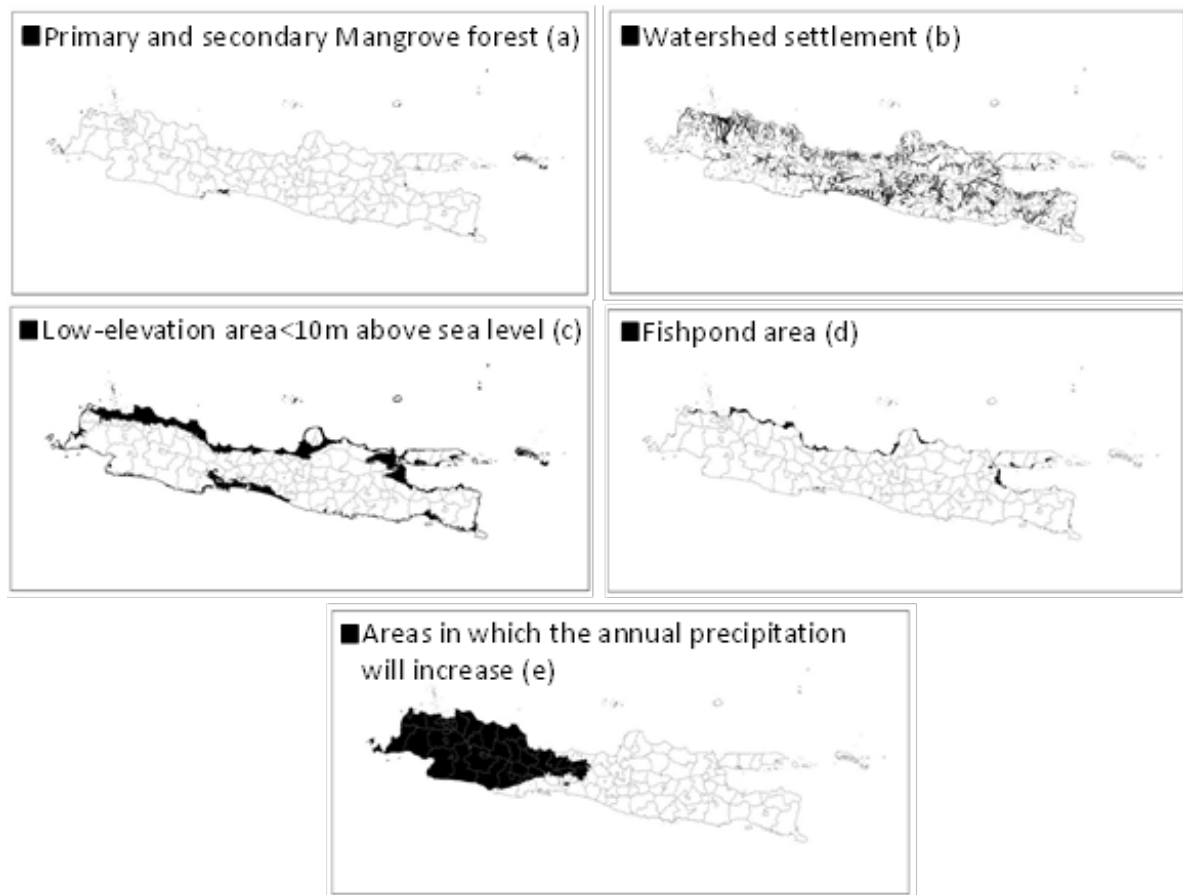 Primary and secondary Mangrove forest (a)
Watershed settlement (b)
Low-elevation area<10m above sea level (c)
Fishpond area (d)
Areas in which the annual precipitation
will increase (e)